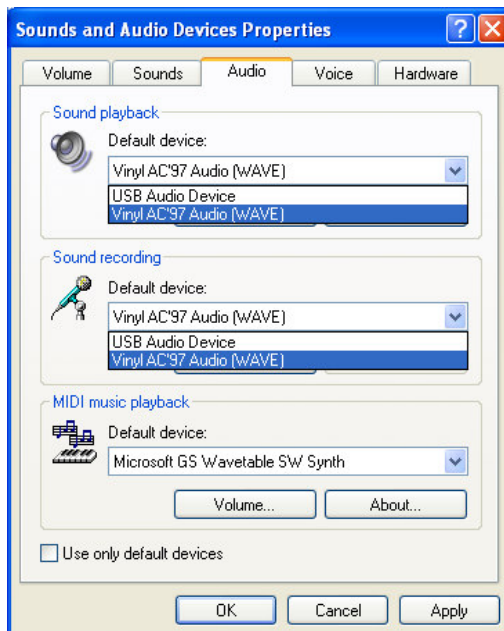 Sounds and Audio Devices Properties
Volume Sounds Audio Voice Hardware
Sound playback
Default device:
Vinyl AC'97 Audio (WAVE)
USB Audio Device
Vinyl AC'97 Audio (WAVE)
Sound recording
Default device:
Vinyl AC'97 Audio (WAVE)
USB Audio Device
Vinyl AC'97 Audio (WAVE)
MIDI music playback
Default device:
Microsoft GS Wavetable SW Synth
Volume... About...
Use only default devices
OK Cancel Apply